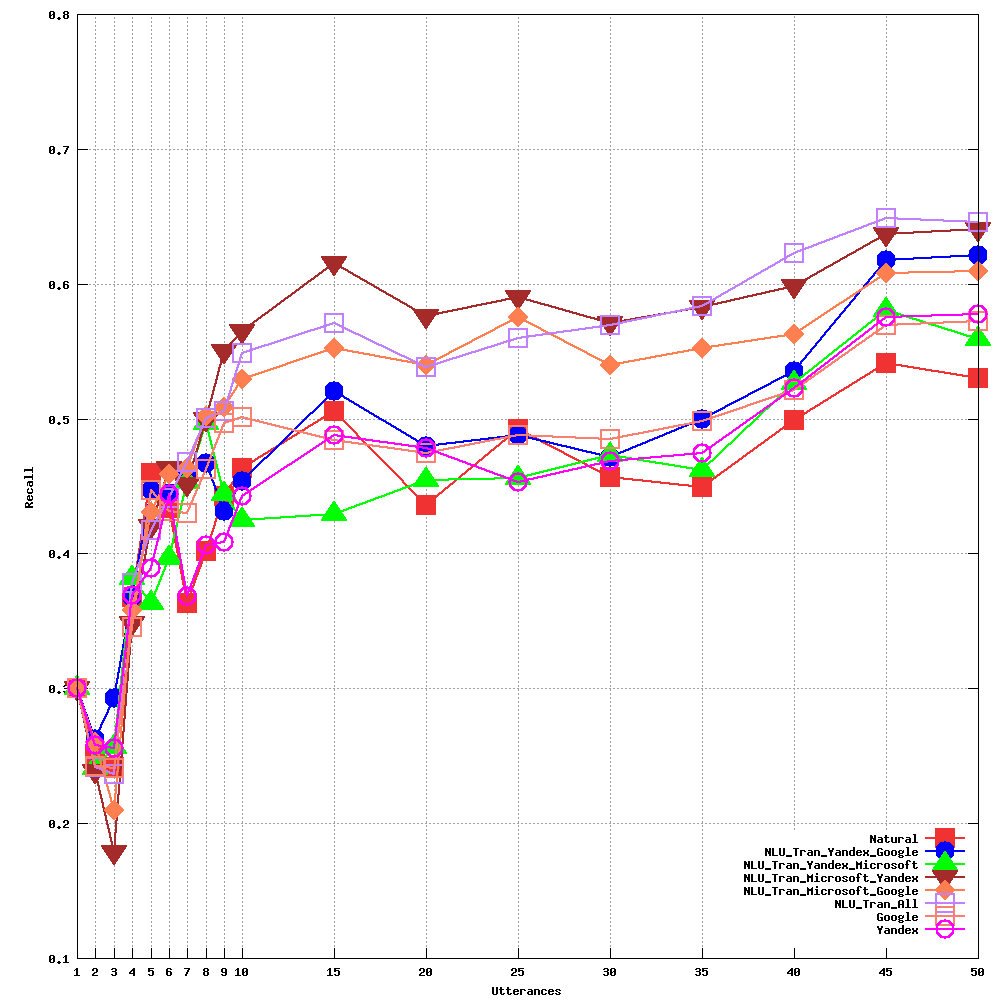 0.8
0.7
0.6
0.5
0.4
0.3
0.2
0.1
Recall
Natural
NLU_Tran_Yandex_Google
NLU_Tran_Yandex_Microsoft
NLU_Tran_Microsoft_Yandex
NLU_Tran_Microsoft_Google
NLU_Tran_All
Google
Yandex
1 2 3 4 5 6 7 8 9 10 15 20 25 30 35 40 45 50
Utterances